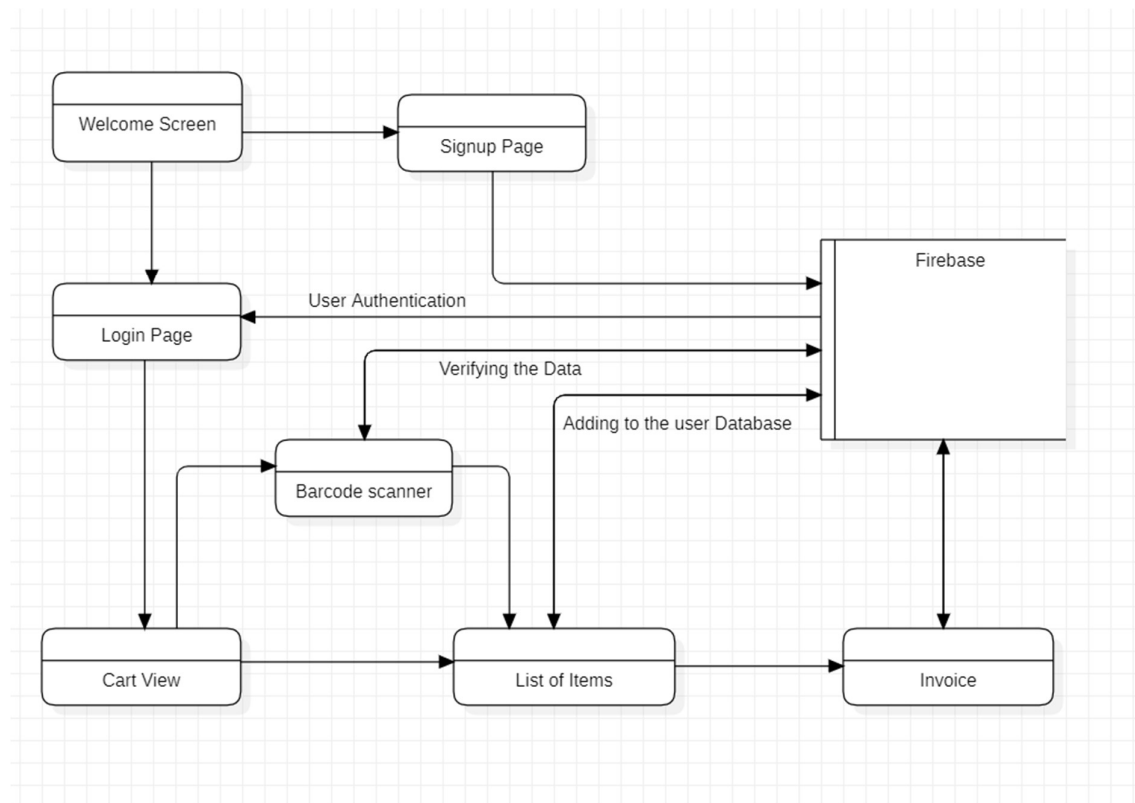 Welcome Screen
Signup Page
Firebase
User Authentication
Login Page
Verifying the Data
Adding to the user Database
Barcode scanner
Cart View
List of Items
Invoice